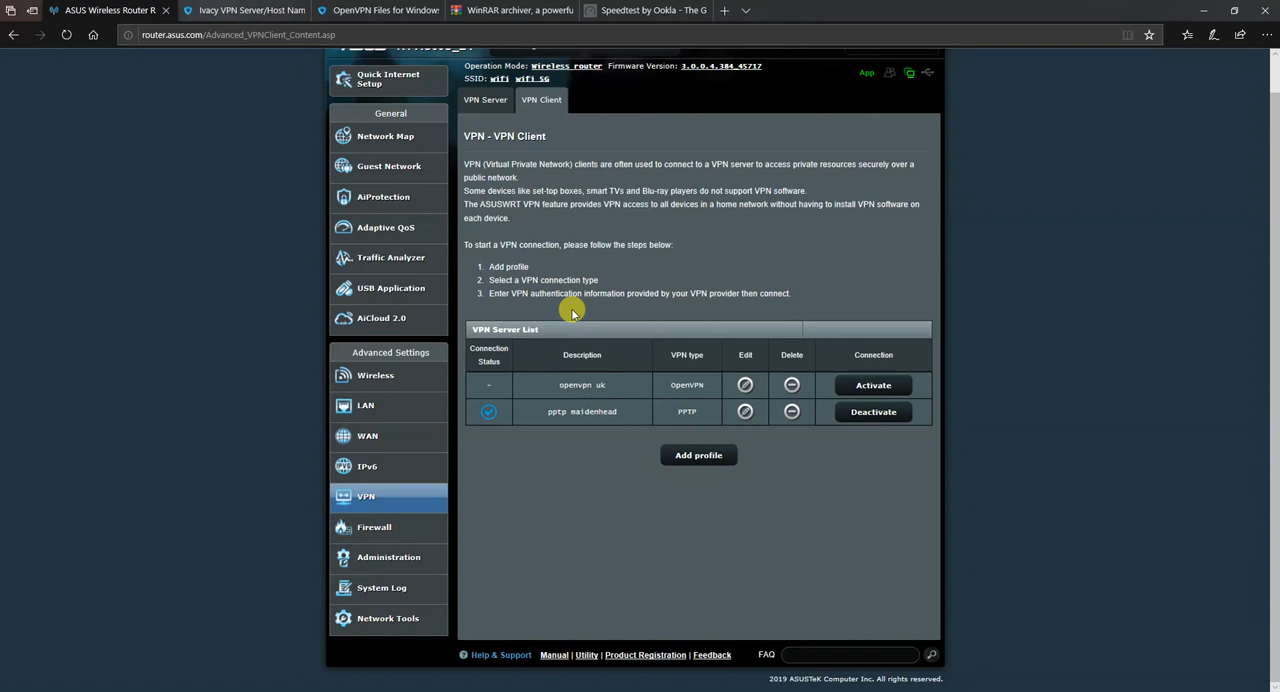 ASUS Wireless Router R
Ivacy VPN Server/Host Nam
OpenVPN Files for Windows
WinRAR archiver, a powerfu
Speedtest by Ookla - The G
router.asus.com/Advanced_VPNClient_Content.asp
Operation Mode: Wireless router Firmware Version: 3.0.0.4.384_45717
SSID: wifi wifi 5G
App
Quick Internet
Setup
General
Network Map
Guest Network
AiProtection
Adaptive QoS
Traffic Analyzer
USB Application
AiCloud 2.0
Advanced Settings
Wireless
LAN
WAN
IPv6
VPN
Firewall
Administration
System Log
Network Tools
VPN Server VPN Client
VPN - VPN Client
VPN (Virtual Private Network) clients are often used to connect to a VPN server to access private resources securely over a
public network.
Some devices like set-top boxes, smart TVs and Blu-ray players do not support VPN software.
The ASUSWRT VPN feature provides VPN access to all devices in a home network without having to install VPN software on
each device.
To start a VPN connection, please follow the steps below:
1. Add profile
2. Select a VPN connection type
3. Enter VPN authentication information provided by your VPN provider then connect.
VPN Server List
Connection
Status
Description
VPN type
Edit
Delete
Connection
- openvpn uk OpenVPN Activate
pptp maidenhead PPTP Deactivate
Add profile
Help & Support Manual | Utility | Product Registration | Feedback FAQ
2019 ASUSTeK Computer Inc. All rights reserved.